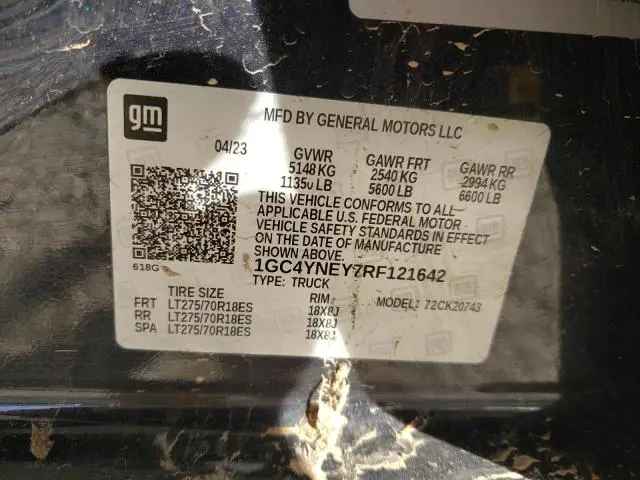 gm
MFD BY GENERAL MOTORS LLC
04/23 GVWR GAWR FRT GAWR RR
5148 KG 2540 KG 2994 KG
11350 LB 5600 LB 6600 LB
THIS VEHICLE CONFORMS TO ALL
APPLICABLE U.S. FEDERAL MOTOR
VEHICLE SAFETY STANDARDS IN EFFECT
ON THE DATE OF MANUFACTURE
SHOWN ABOVE.
618G 1GC4YNEY7RF121642
TYPE: TRUCK
TIRE SIZE RIM MODEL: 72CK20743
FRT LT275/70R18ES 18X8J
RR LT275/70R18ES 18X8J
SPA LT275/70R18ES 18X8J